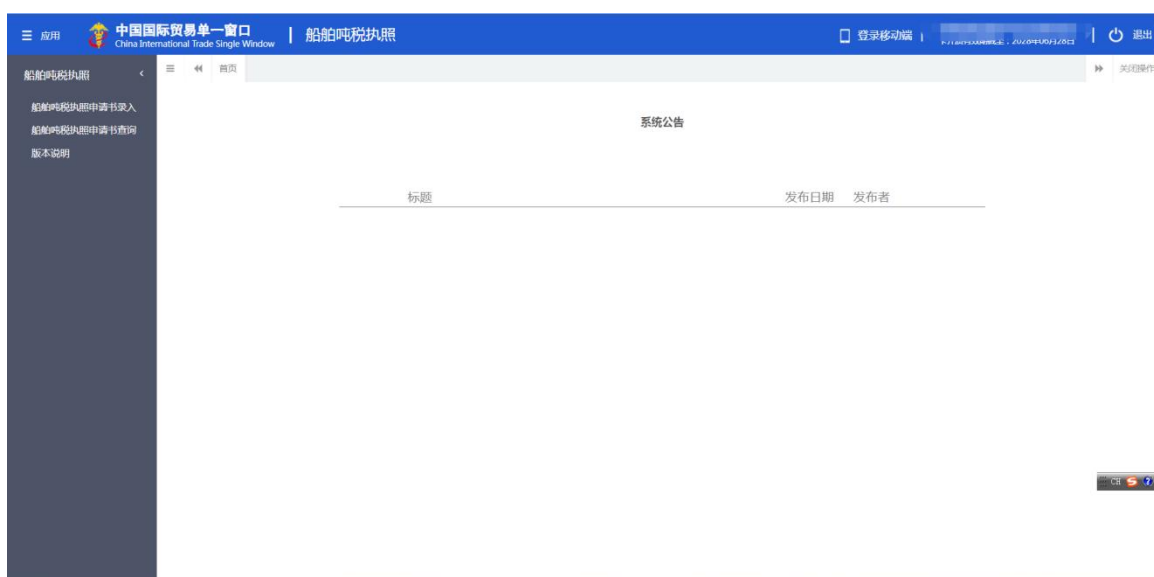 应用
中国国际贸易单一窗口
China International Trade Single Window
船舶吨税执照
登录移动端
退出
船舶吨税执照
首页
关闭操作
船舶吨税执照申请书录入
船舶吨税执照申请书查询
版本说明
系统公告
标题 发布日期 发布者
CH